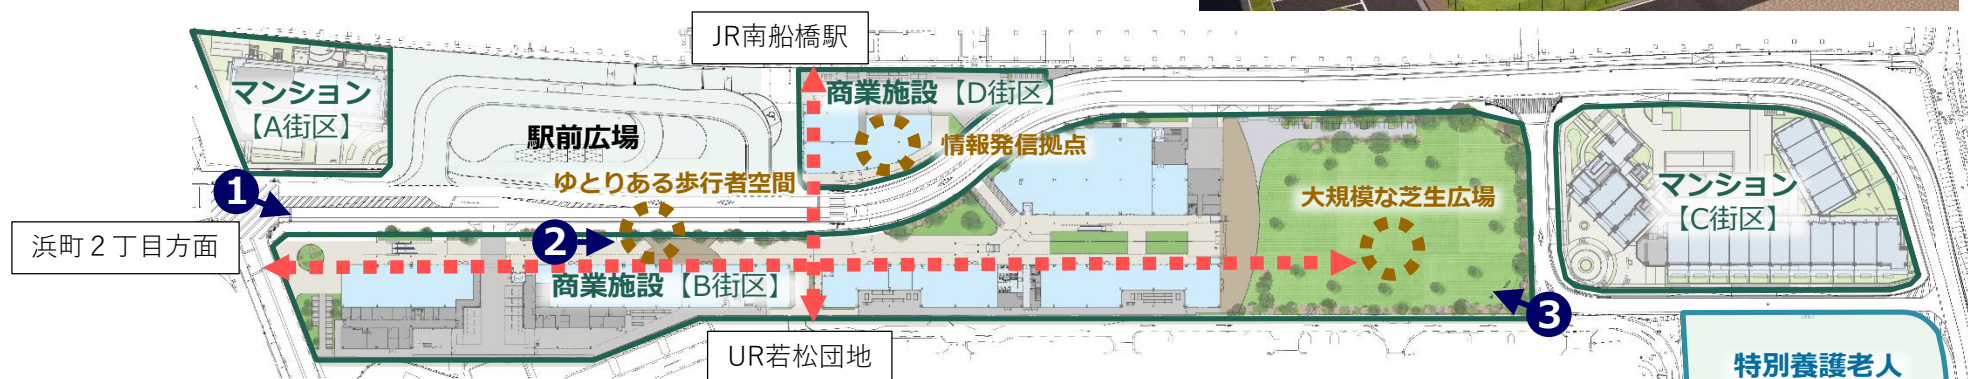 JR南船橋駅
マンション
【A街区】
商業施設【D街区】
駅前広場
情報発信拠点
ゆとりある歩行者空間
大規模な芝生広場
マンション
【C街区】
1
浜町２丁目方面
2
商業施設【B街区】
3
UR若松団地
特別養護老人